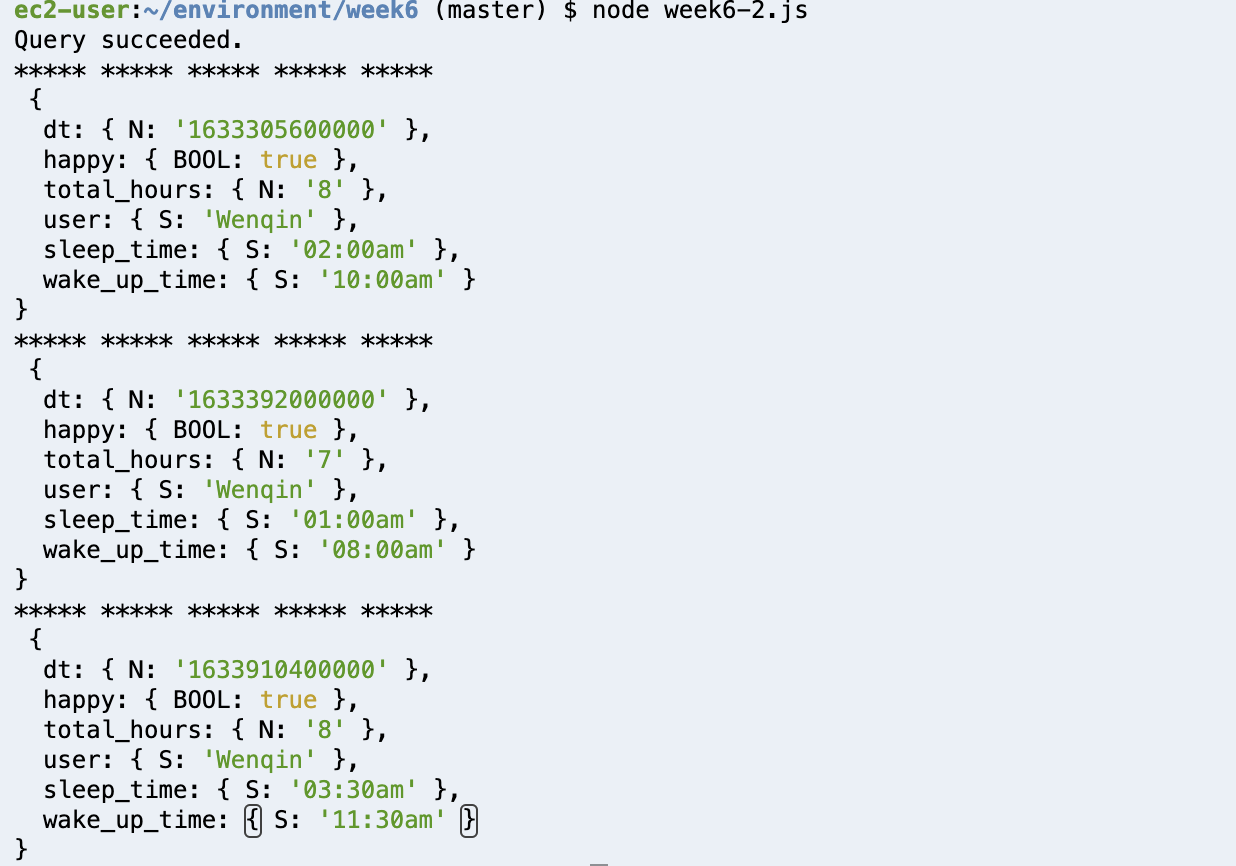 ec2-user:~/environment/week6 (master) $ node week6-2.js
Query succeeded.
***** ***** ***** ***** *****
 {
  dt: { N: '1633305600000' },
  happy: { BOOL: true },
  total_hours: { N: '8' },
  user: { S: 'Wenqin' },
  sleep_time: { S: '02:00am' },
  wake_up_time: { S: '10:00am' }
}
***** ***** ***** ***** *****
 {
  dt: { N: '1633392000000' },
  happy: { BOOL: true },
  total_hours: { N: '7' },
  user: { S: 'Wenqin' },
  sleep_time: { S: '01:00am' },
  wake_up_time: { S: '08:00am' }
}
***** ***** ***** ***** *****
 {
  dt: { N: '1633910400000' },
  happy: { BOOL: true },
  total_hours: { N: '8' },
  user: { S: 'Wenqin' },
  sleep_time: { S: '03:30am' },
  wake_up_time: { S: '11:30am' }
}